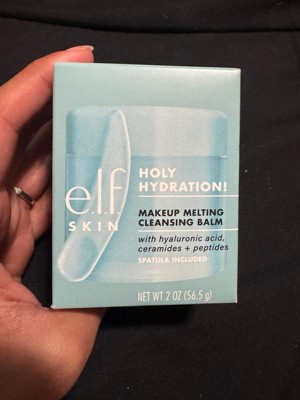 HOLY
HYDRATION!
e.l.f.
SKIN
MAKEUP MELTING
CLEANSING BALM
with hyaluronic acid,
ceramides + peptides
SPATULA INCLUDED
NET WT 2 OZ (56.5 g)